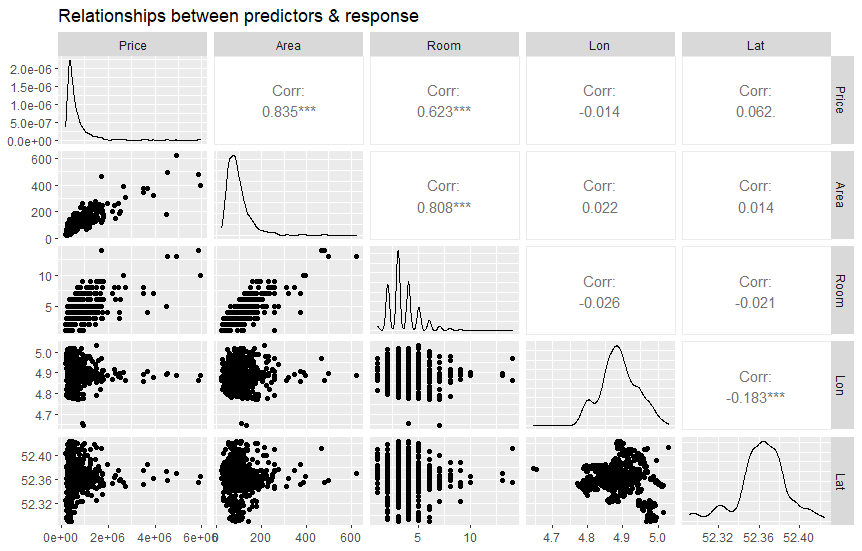 Relationships between predictors & response
Price Area Room Lon Lat
2.0e-06
1.5e-06
1.0e-06
5.0e-07
0.0e+00
Corr:
0.835***
Corr:
0.623***
Corr:
-0.014
Corr:
0.062.
Price
600
400
200
0
Corr:
0.808***
Corr:
0.022
Corr:
0.014
Area
10
5
Corr:
-0.026
Corr:
-0.021
Room
5.0
4.9
4.8
4.7
Corr:
-0.183***
Lon
52.40
52.36
52.32
Lat
0e+00 2e+06 4e+06 6e+06
0 200 400 600
5 10
4.7 4.8 4.9 5.0
52.32 52.36 52.40